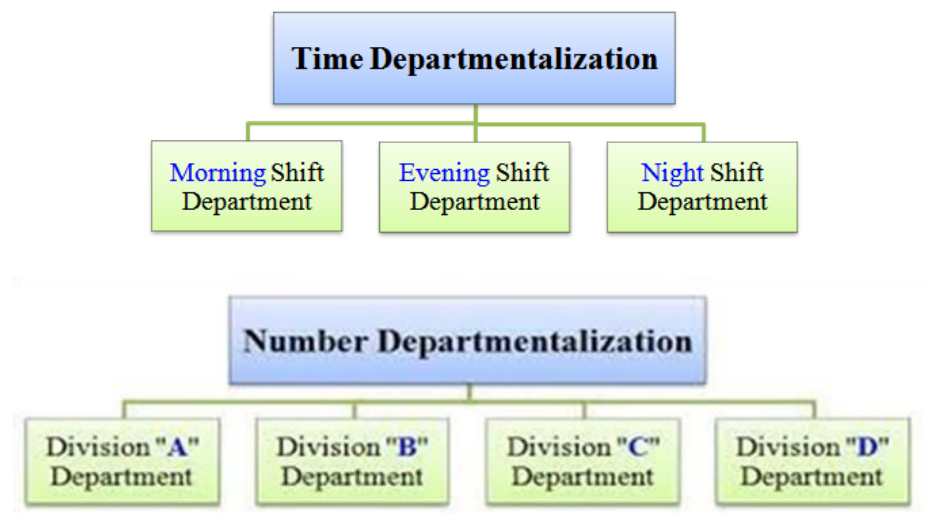 Time Departmentalization
Morning Shift
Department
Evening Shift
Department
Night Shift
Department
Number Departmentalization
Division "A"
Department
Division "B"
Department
Division "C"
Department
Division "D"
Department